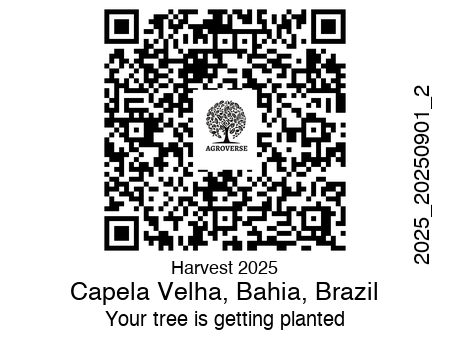 AGROVERSE
Harvest 2025
Capela Velha, Bahia, Brazil
Your tree is getting planted
2025_20250901_2